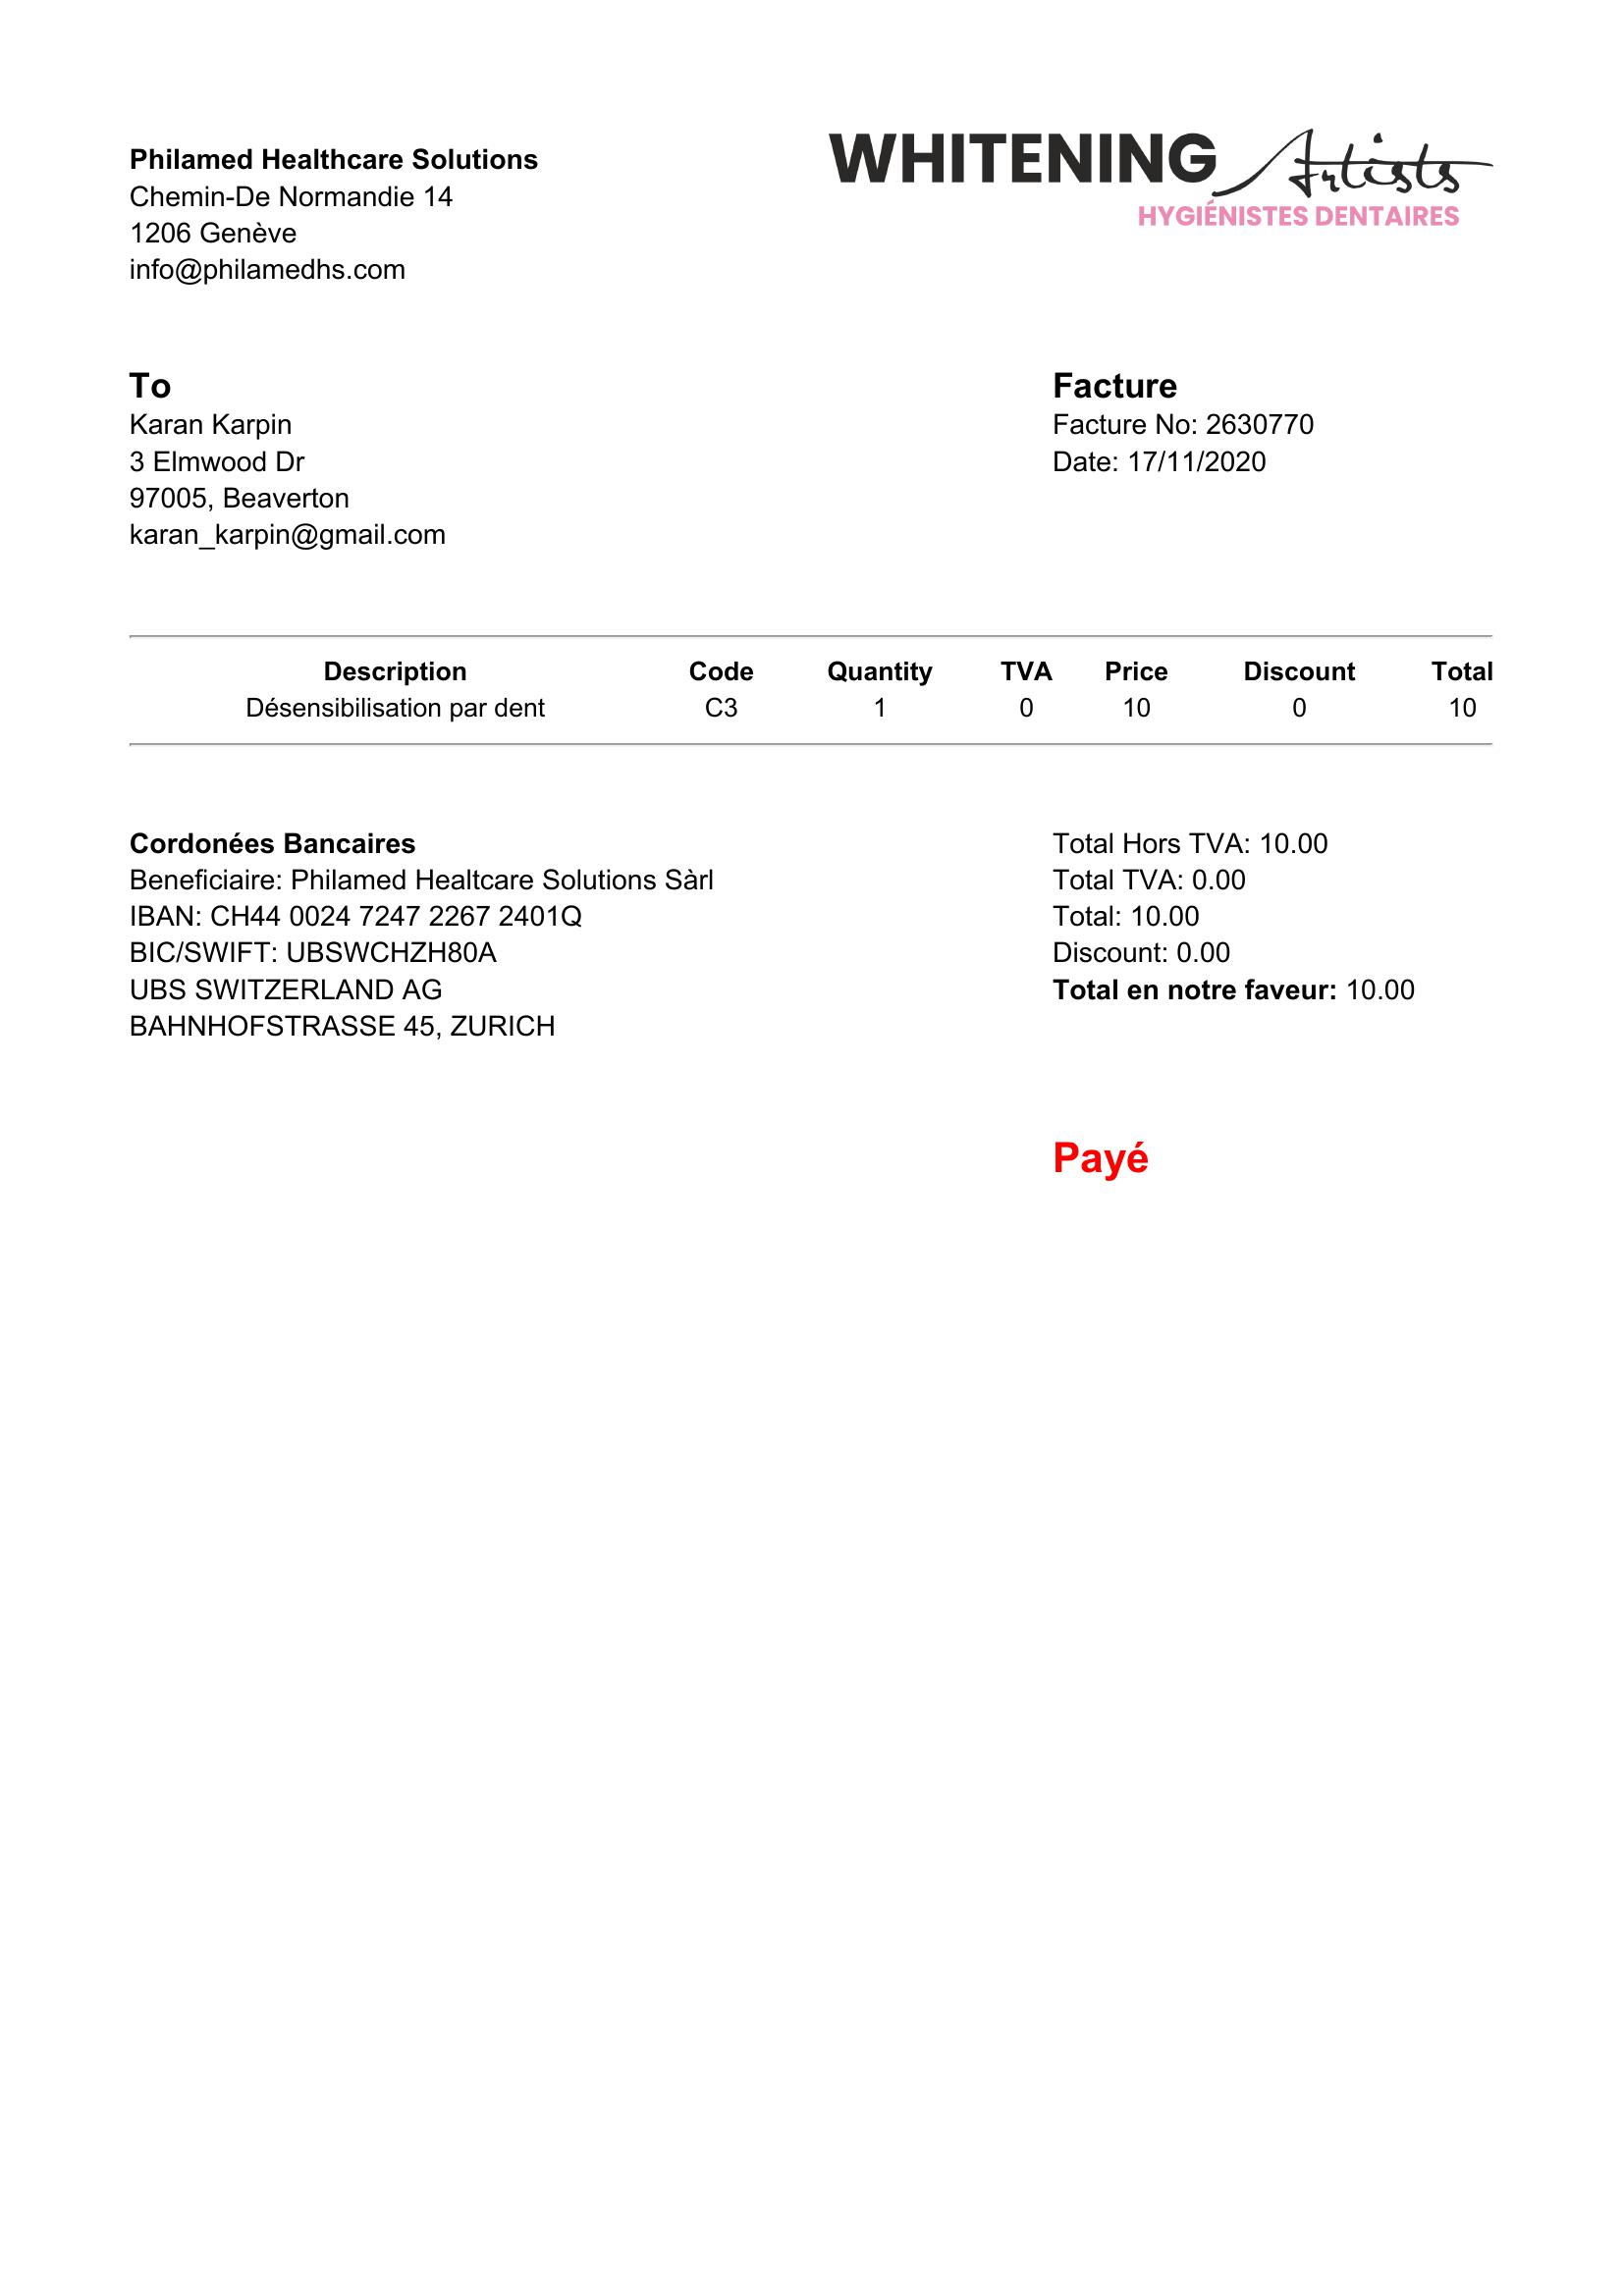 Philamed Healthcare Solutions
Chemin-De Normandie 14
1206 Genève
info@philamedhs.com
WHITENING Artists
HYGIÉNISTES DENTAIRES
To
Karan Karpin
3 Elmwood Dr
97005, Beaverton
karan_karpin@gmail.com
Facture
Facture No: 2630770
Date: 17/11/2020
Description Code Quantity TVA Price Discount Total
Désensibilisation par dent C3 1 0 10 0 10
Cordonées Bancaires
Beneficiaire: Philamed Healtcare Solutions Sàrl
IBAN: CH44 0024 7247 2267 2401Q
BIC/SWIFT: UBSWCHZH80A
UBS SWITZERLAND AG
BAHNHOFSTRASSE 45, ZURICH
Total Hors TVA: 10.00
Total TVA: 0.00
Total: 10.00
Discount: 0.00
Total en notre faveur: 10.00
Payé